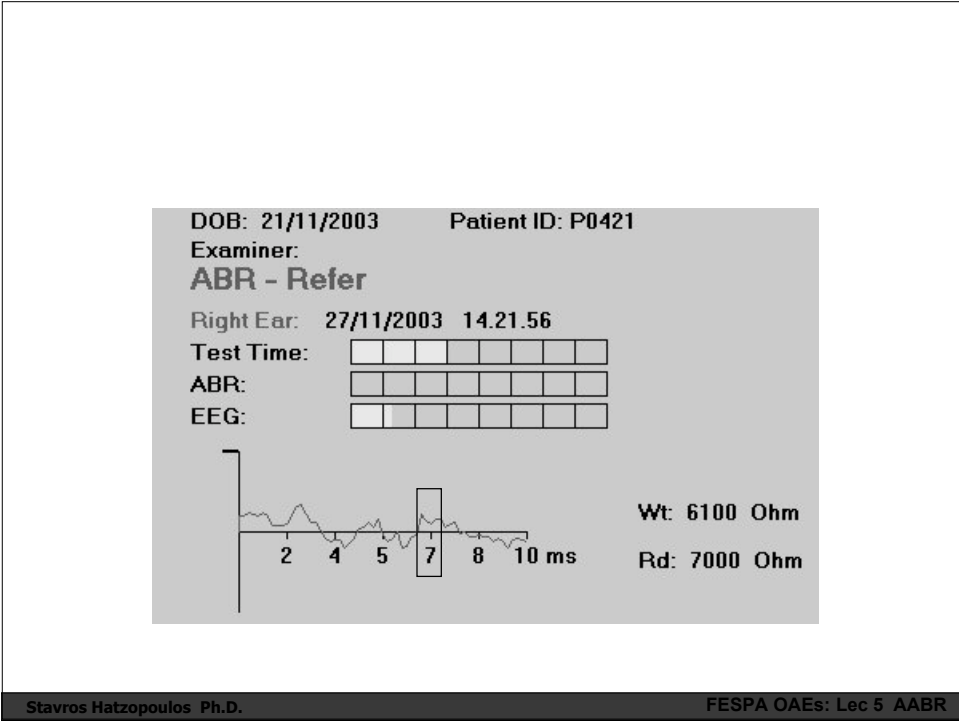 DOB: 21/11/2003 Patient ID: P0421
Examiner:
ABR - Refer
Right Ear: 27/11/2003 14.21.56
Test Time:
ABR:
EEG:
Wt: 6100 Ohm
2 4 5 7 8 10 ms
Rd: 7000 Ohm
Stavros Hatzopoulos Ph.D. FESPA OAEs: Lec 5 AABR